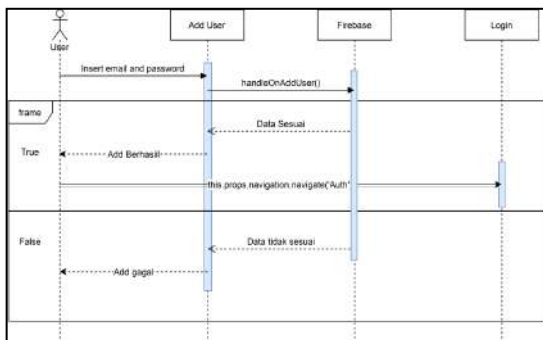 User
Add User
Firebase
Login
Insert email and password
handleOnAddUser()
frame
Data Sesuai
True
Add Berhasil
this.props.navigation.navigate("Auth"
False
Data tidak sesuai
Add gagal